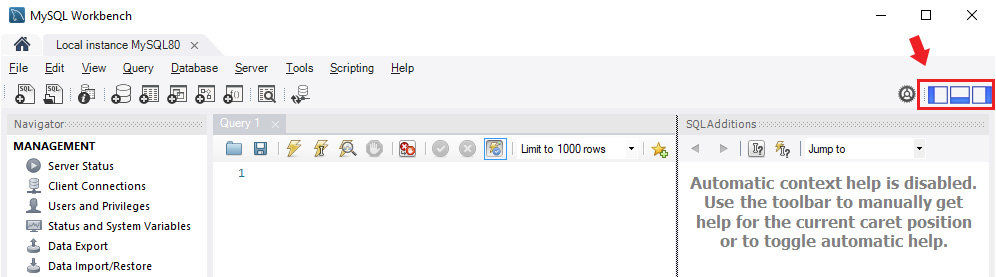 MySQL Workbench
Local instance MySQL80
File Edit View Query Database Server Tools Scripting Help
SQL SQL
Navigator
Query 1
SQLAdditions
MANAGEMENT
Limit to 1000 rows
Jump to
Server Status
1
Client Connections
Users and Privileges
Status and System Variables
Data Export
Data Import/Restore
Automatic context help is disabled.
Use the toolbar to manually get
help for the current caret position
or to toggle automatic help.